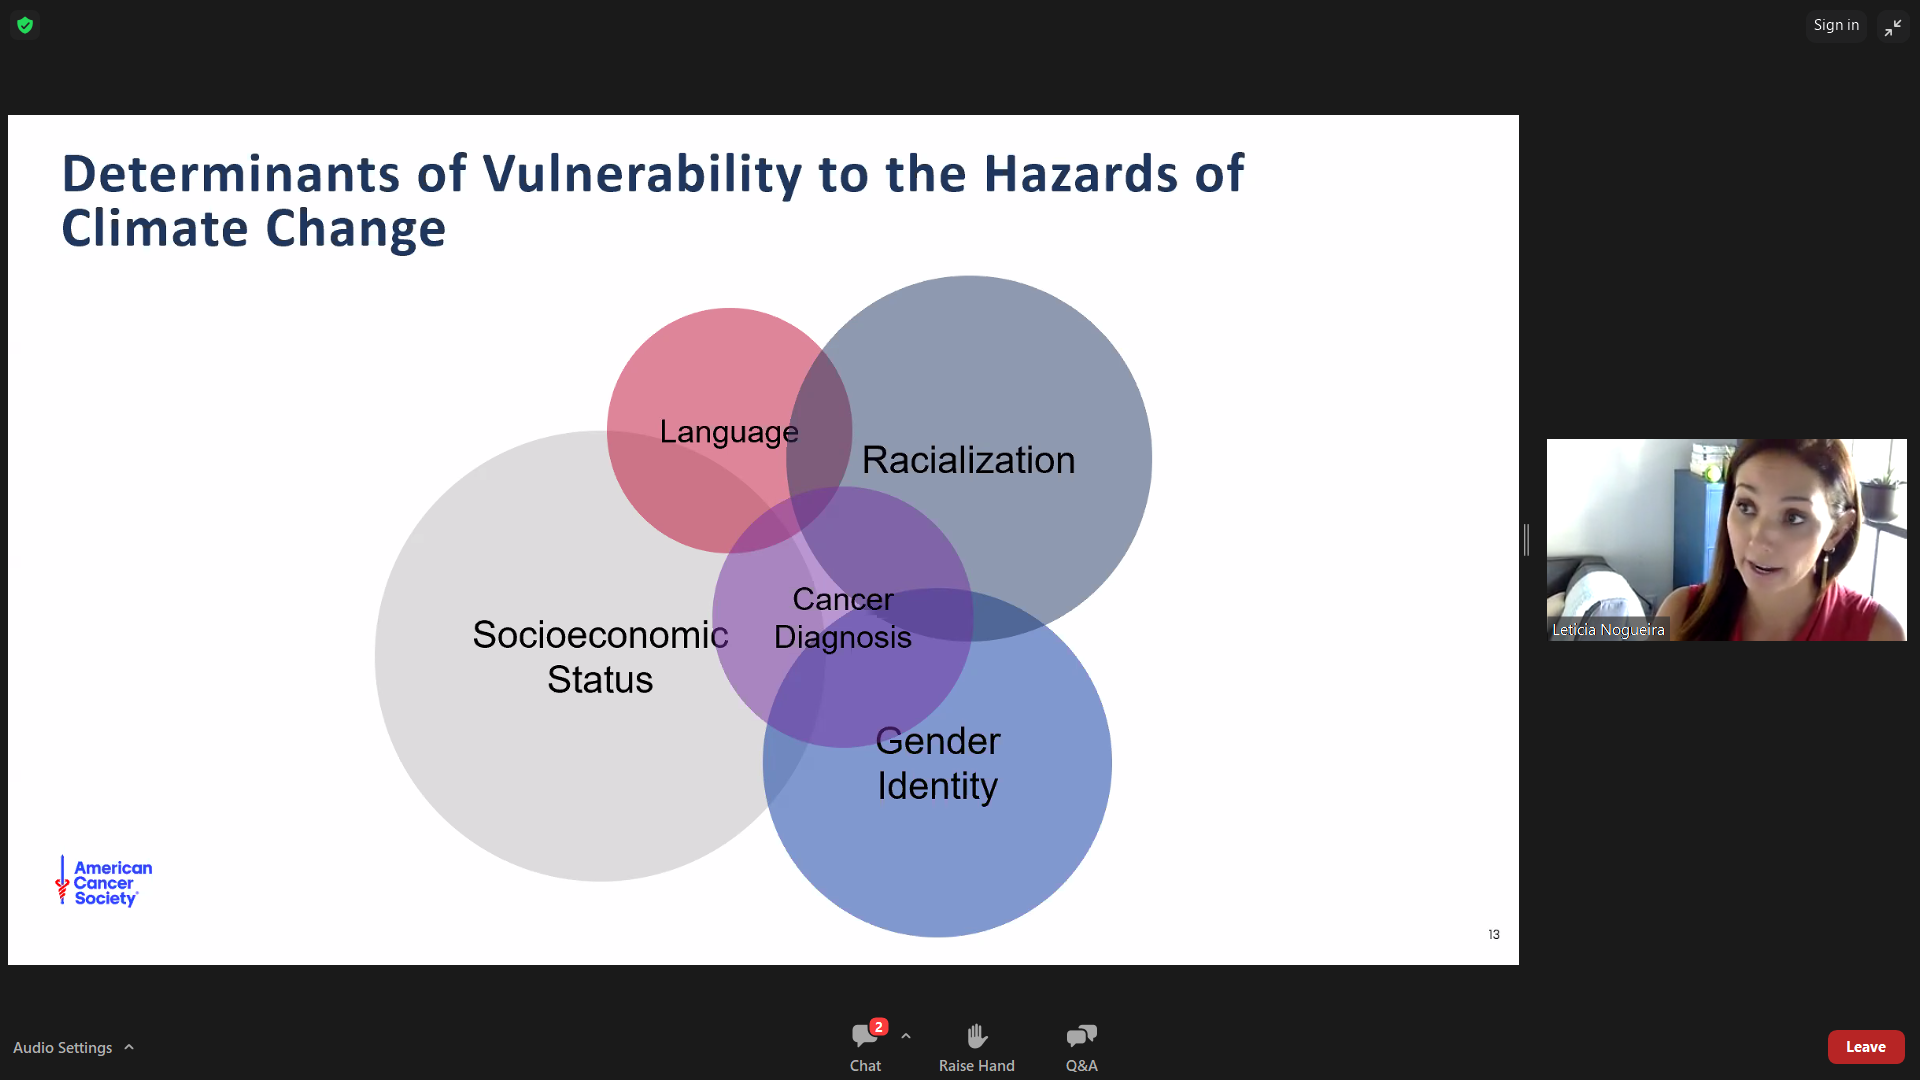 Sign in
Determinants of Vulnerability to the Hazards of
Climate Change
Language
Racialization
Cancer
Diagnosis
Socioeconomic
Status
Gender
Identity
American
Cancer
Society
13
Leticia Nogueira
Audio Settings
2
Chat
Raise Hand
Q&A
Leave